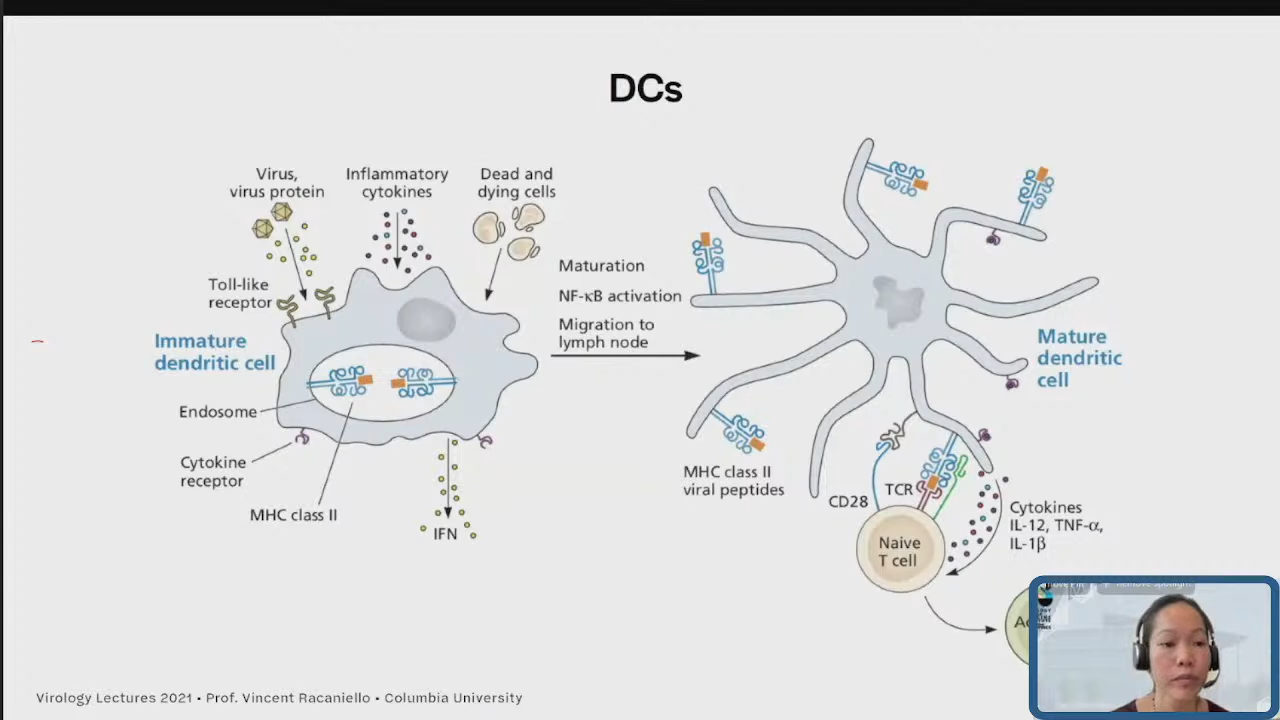 DCs
Virus,
virus protein
Inflammatory
cytokines
Dead and
dying cells
Toll-like
receptor
Immature
dendritic cell
Endosome
Cytokine
receptor
MHC class II
IFN
Maturation
NF-κB activation
Migration to
lymph node
Mature
dendritic
cell
MHC class II
viral peptides
CD28
TCR
Naive
T cell
Cytokines
IL-12, TNF-α,
IL-1β
Virology Lectures 2021 • Prof. Vincent Racaniello • Columbia University